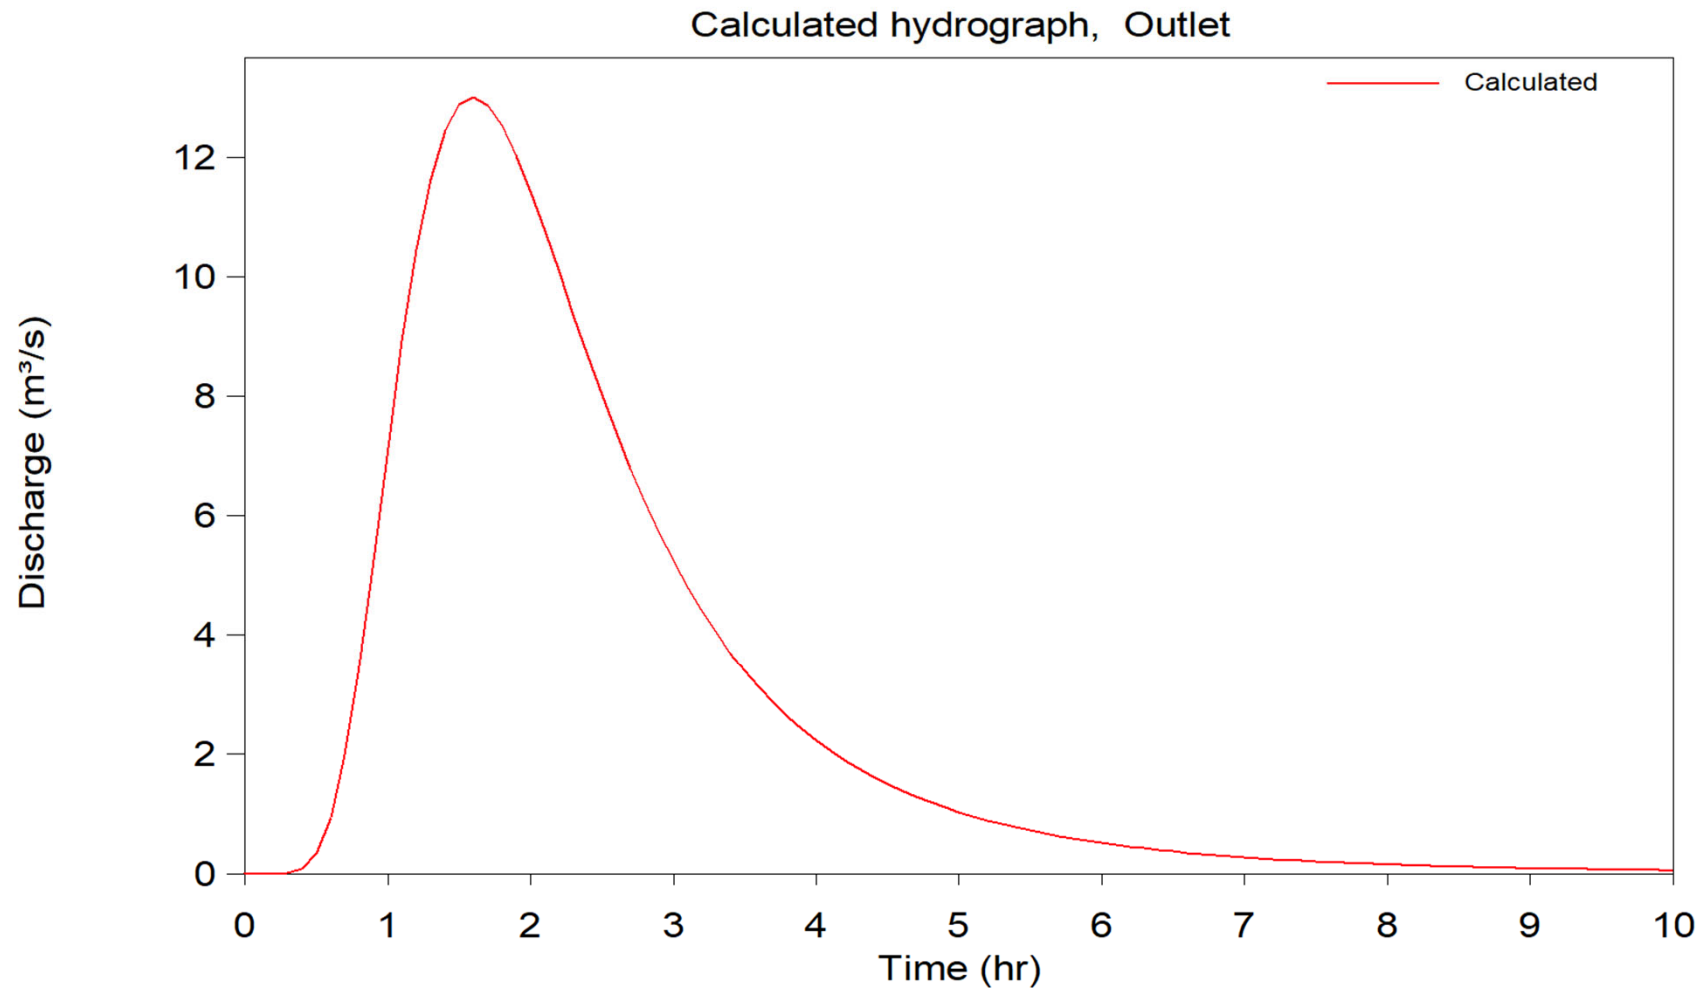 Calculated hydrograph, Outlet
Calculated
Discharge (m³/s)
12
10
8
6
4
2
0
0 1 2 3 4 5 6 7 8 9 10
Time (hr)